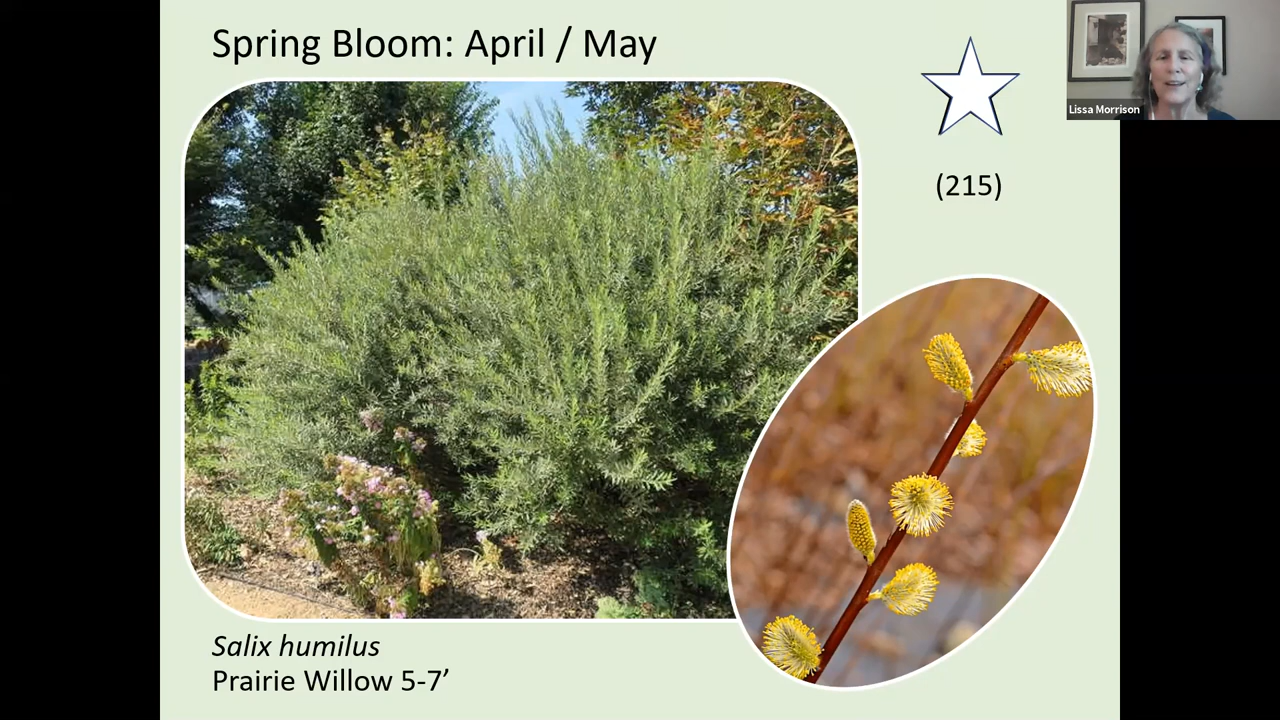 Spring Bloom: April / May
Lissa Morrison
(215)
Salix humilus
Prairie Willow 5-7’